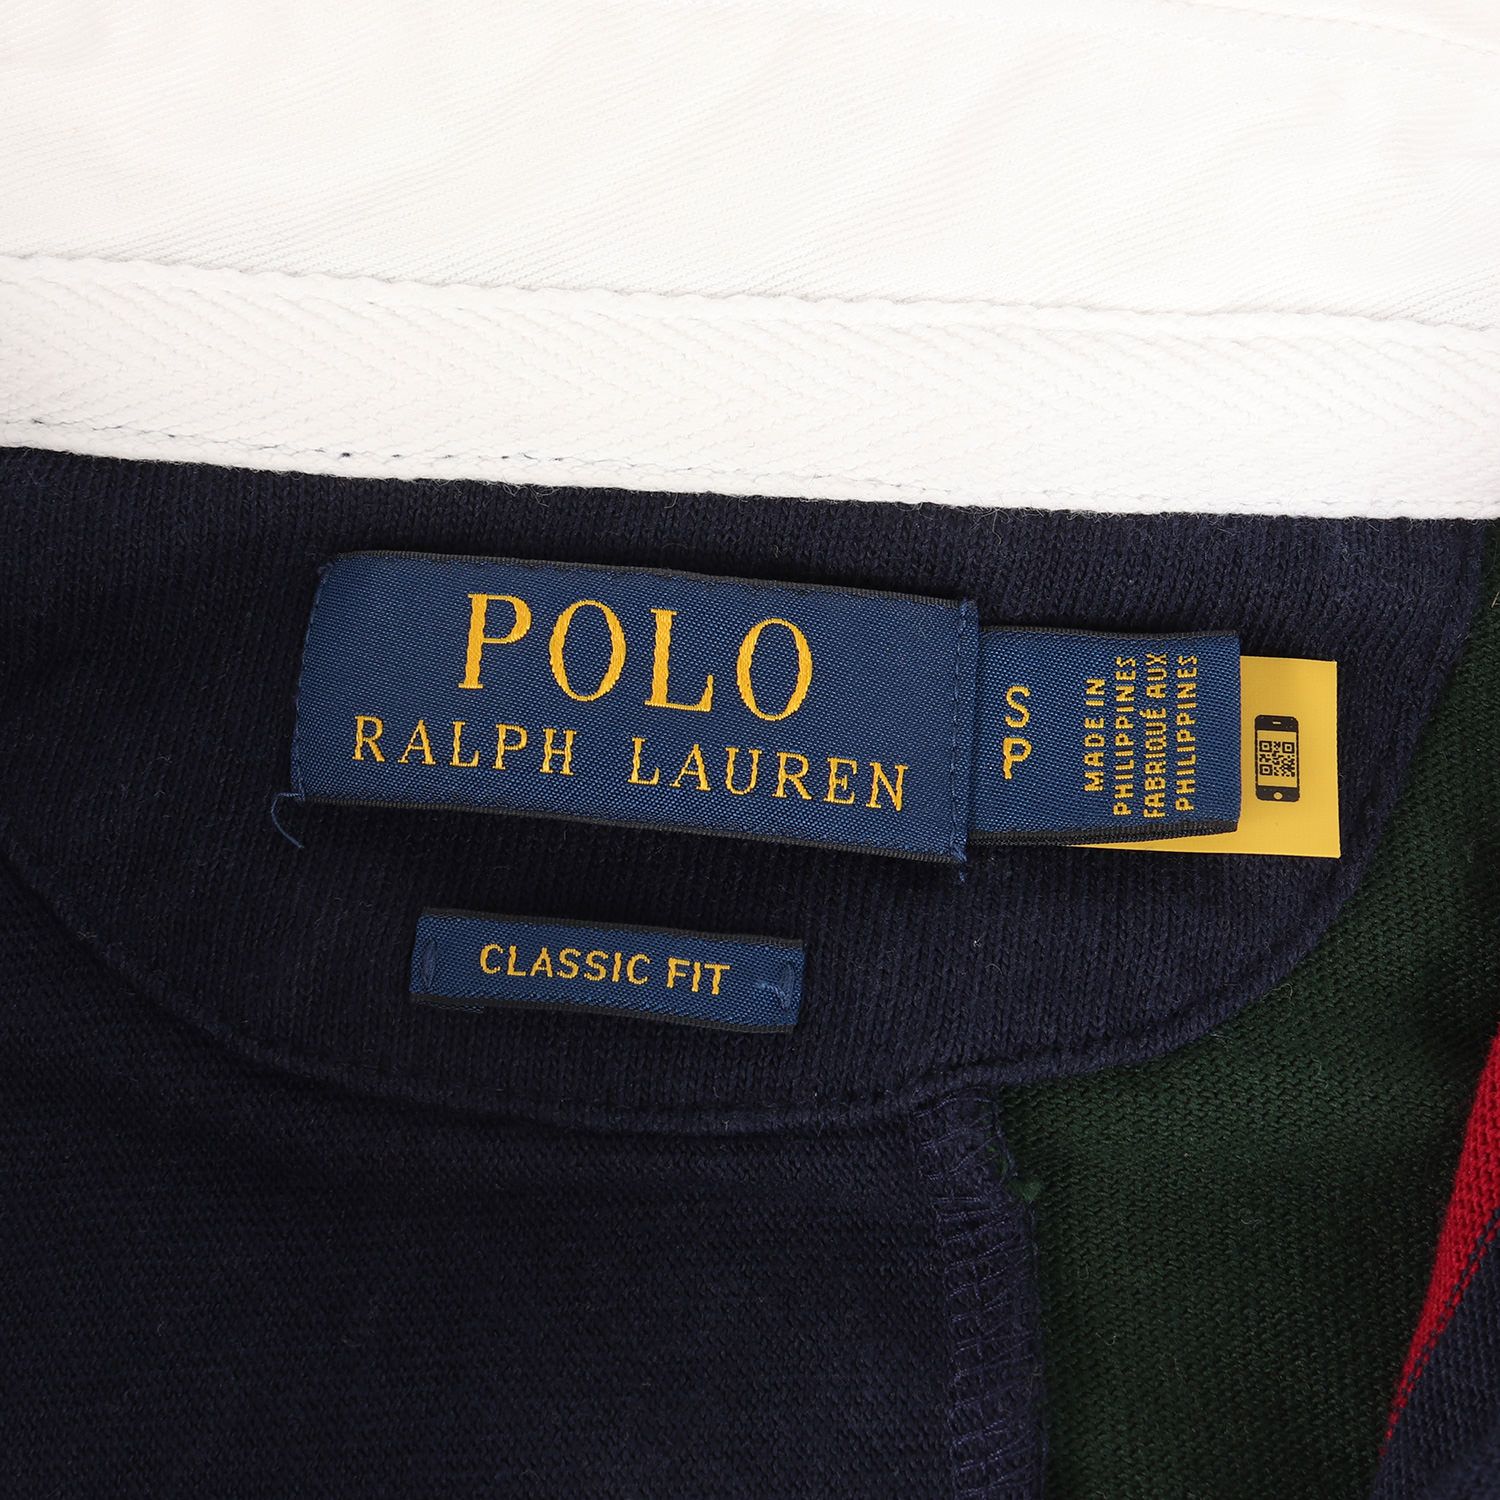 POLO
RALPH LAUREN
S
P
MADE IN
PHILIPPINES
FABRIQUÉ AUX
PHILIPPINES
CLASSIC FIT